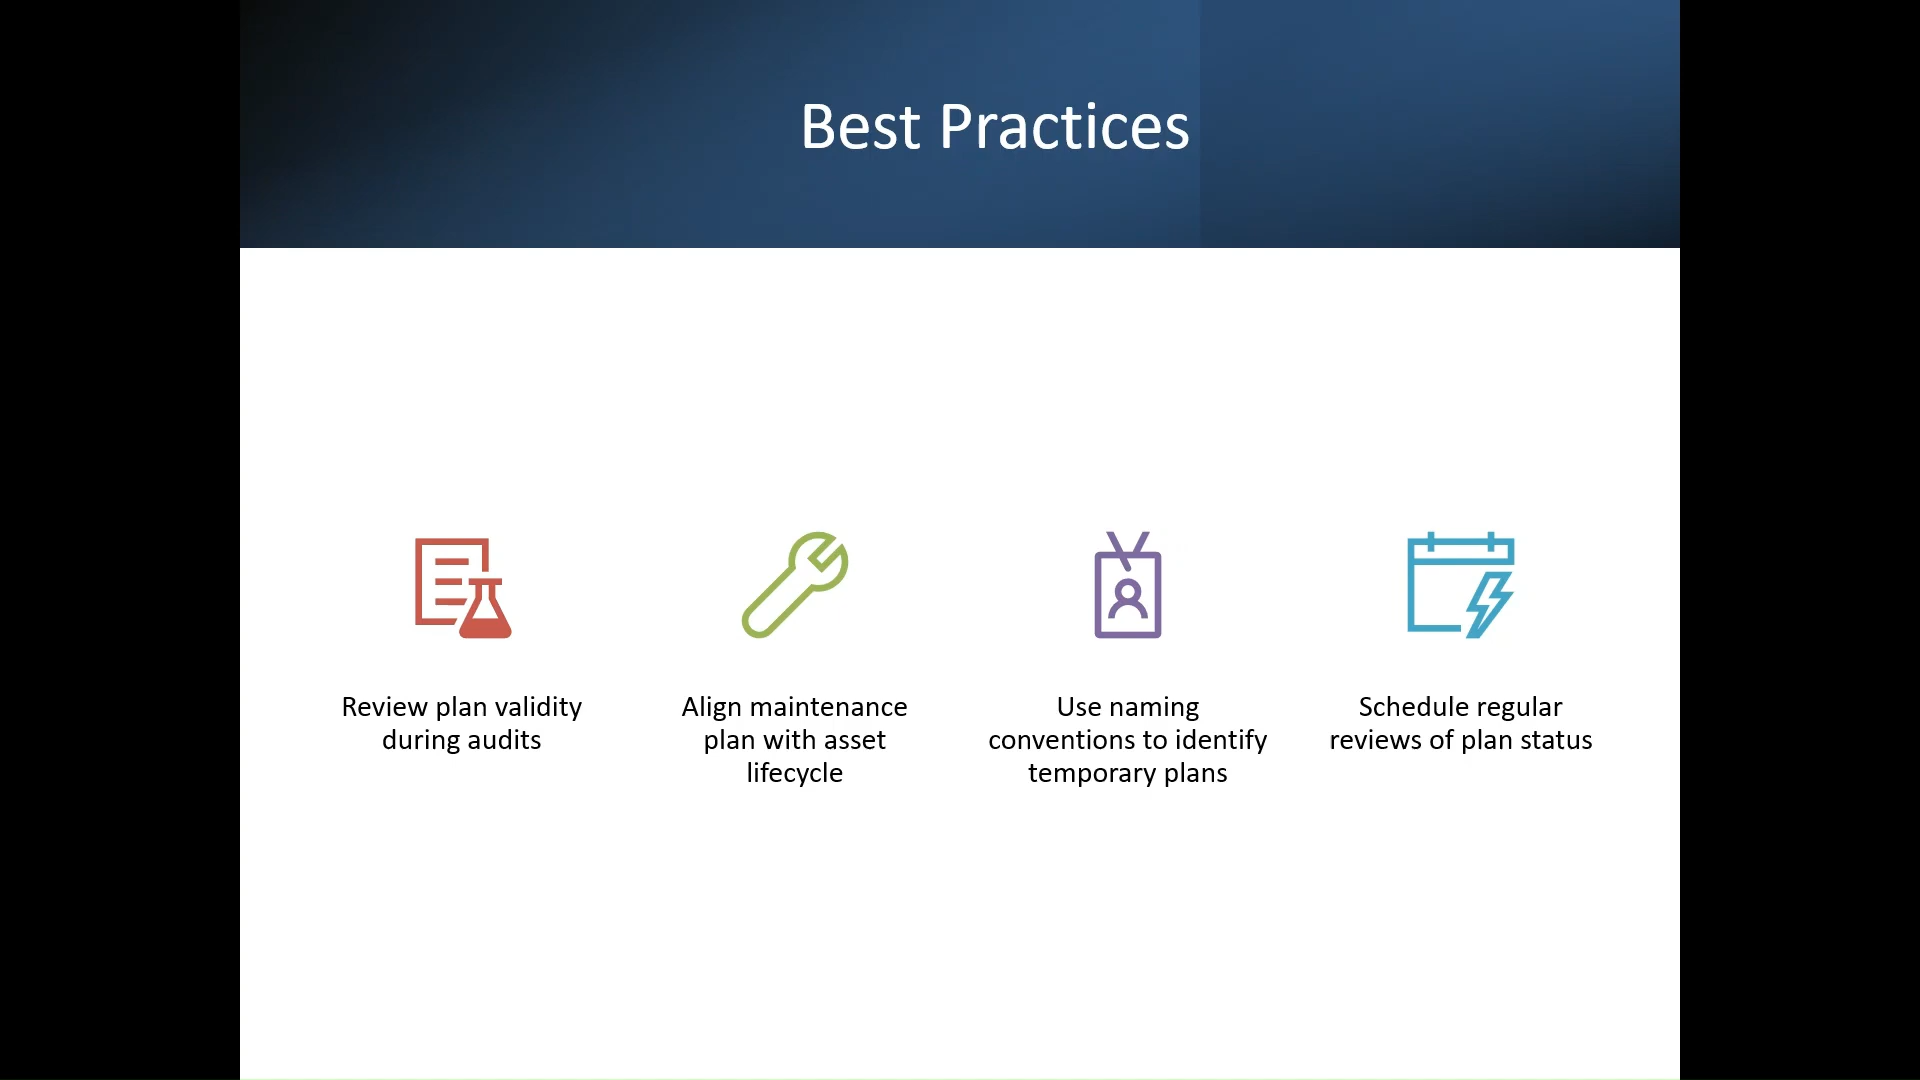 Best Practices
Review plan validity
during audits
Align maintenance
plan with asset
lifecycle
Use naming
conventions to identify
temporary plans
Schedule regular
reviews of plan status